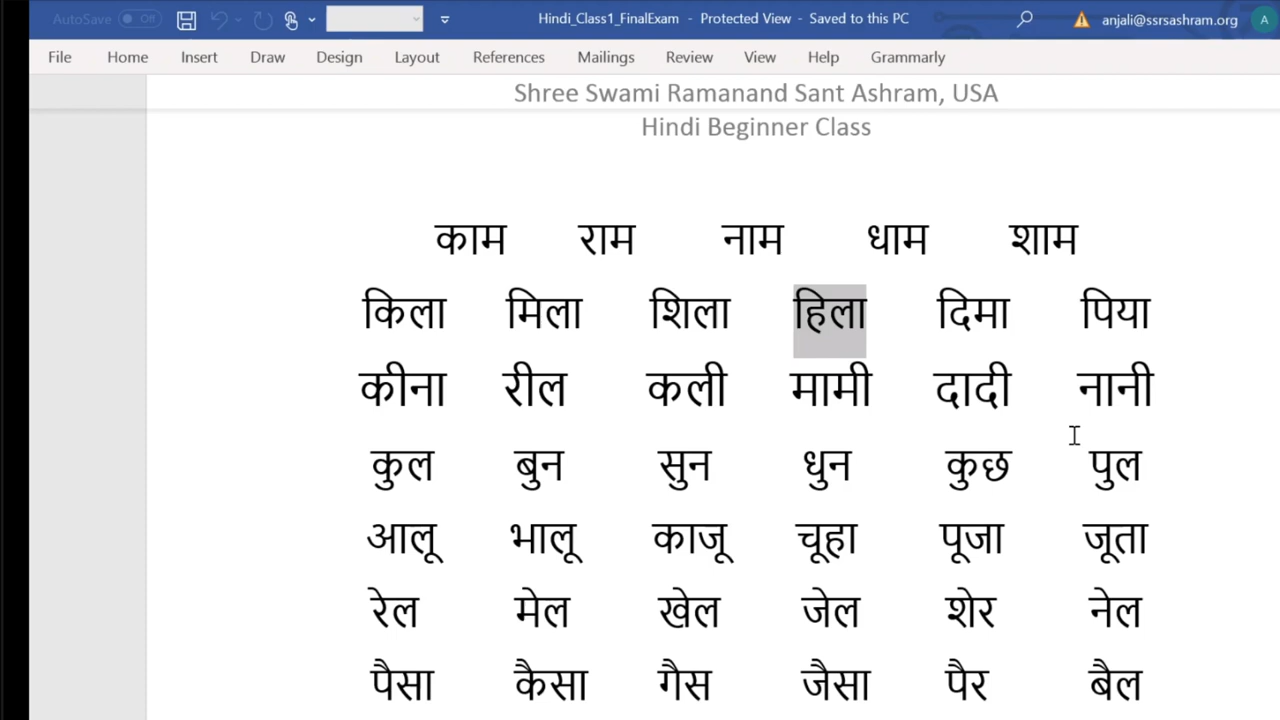 AutoSave Off Hindi_Class1_FinalExam - Protected View - Saved to this PC anjali@ssrsashram.org A
File Home Insert Draw Design Layout References Mailings Review View Help Grammarly
Shree Swami Ramanand Sant Ashram, USA
Hindi Beginner Class
काम राम नाम धाम शाम
किला मिला शिला हिला दिमा पिया
कीना रील कली मामी दादी नानी
कुल बुन सुन धुन कुछ पुल
आलू भालू काजू चूहा पूजा जूता
रेल मेल खेल जेल शेर नेल
पैसा कैसा गैस जैसा पैर बैल